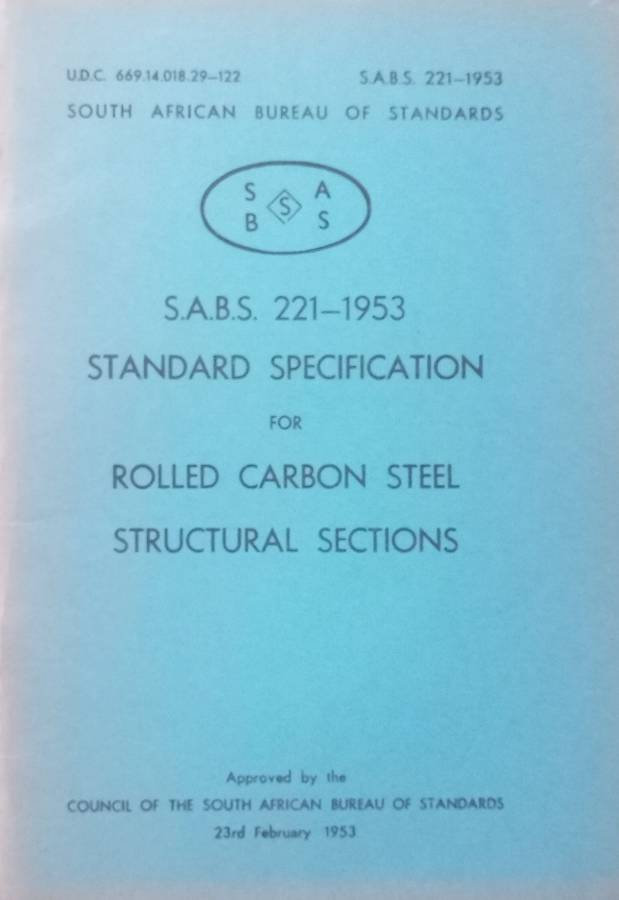 U.D.C. 669.14.018.29–122 S.A.B.S. 221–1953
SOUTH AFRICAN BUREAU OF STANDARDS
S A
S
B S
S.A.B.S. 221–1953
STANDARD SPECIFICATION
FOR
ROLLED CARBON STEEL
STRUCTURAL SECTIONS
Approved by the
COUNCIL OF THE SOUTH AFRICAN BUREAU OF STANDARDS
23rd February 1953